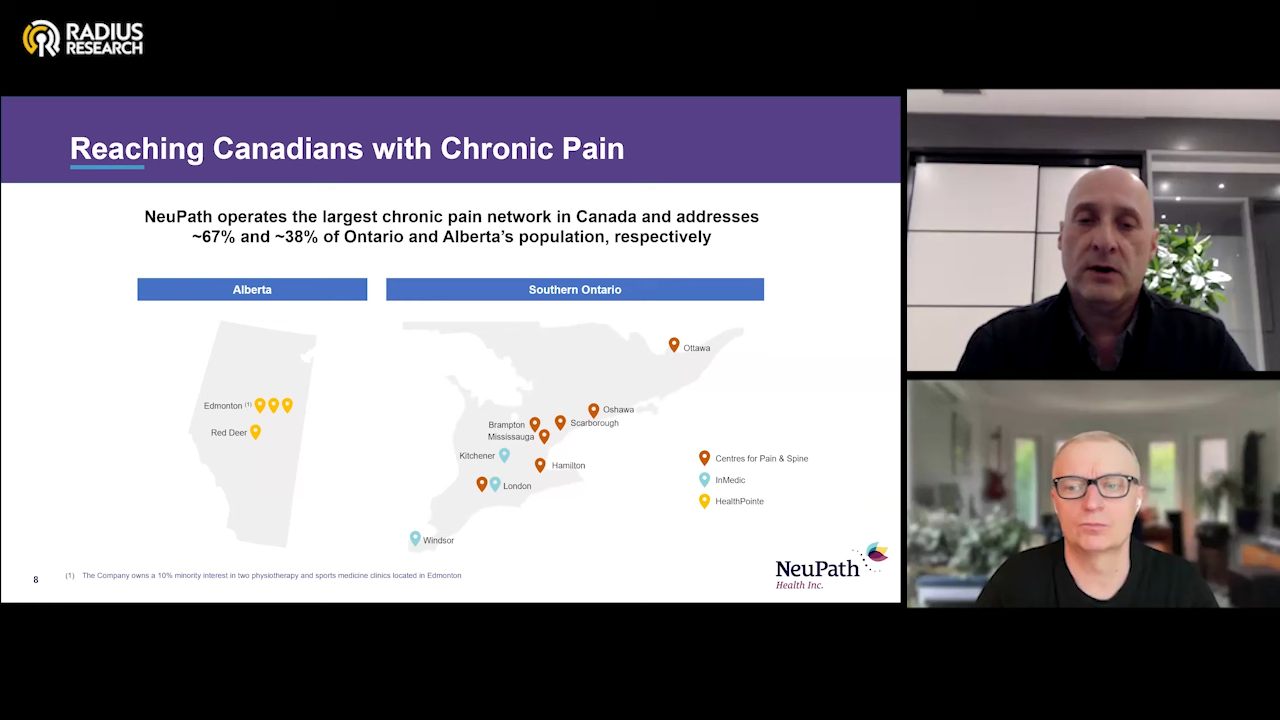 RADIUS
RESEARCH
Reaching Canadians with Chronic Pain
NeuPath operates the largest chronic pain network in Canada and addresses
~67% and ~38% of Ontario and Alberta's population, respectively
Alberta
Southern Ontario
Edmonton (1)
Red Deer
Ottawa
Oshawa
Scarborough
Brampton
Mississauga
Kitchener
Hamilton
London
Windsor
Centres for Pain & Spine
InMedic
HealthPointe
8
(1) The Company owns a 10% minority interest in two physiotherapy and sports medicine clinics located in Edmonton
NeuPath
Health Inc.